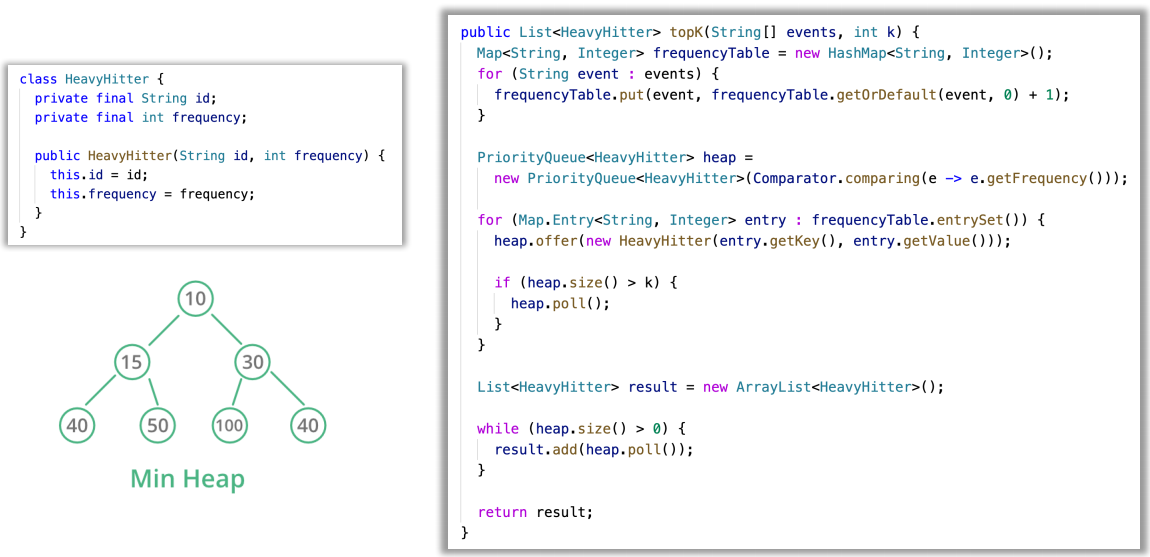 class HeavyHitter {
  private final String id;
  private final int frequency;

  public HeavyHitter(String id, int frequency) {
    this.id = id;
    this.frequency = frequency;
  }
}
10
15 30
40 50 100 40
Min Heap
public List<HeavyHitter> topK(String[] events, int k) {
  Map<String, Integer> frequencyTable = new HashMap<String, Integer>();
  for (String event : events) {
    frequencyTable.put(event, frequencyTable.getOrDefault(event, 0) + 1);
  }

  PriorityQueue<HeavyHitter> heap =
    new PriorityQueue<HeavyHitter>(Comparator.comparing(e -> e.getFrequency()));

  for (Map.Entry<String, Integer> entry : frequencyTable.entrySet()) {
    heap.offer(new HeavyHitter(entry.getKey(), entry.getValue()));

    if (heap.size() > k) {
      heap.poll();
    }
  }

  List<HeavyHitter> result = new ArrayList<HeavyHitter>();

  while (heap.size() > 0) {
    result.add(heap.poll());
  }

  return result;
}